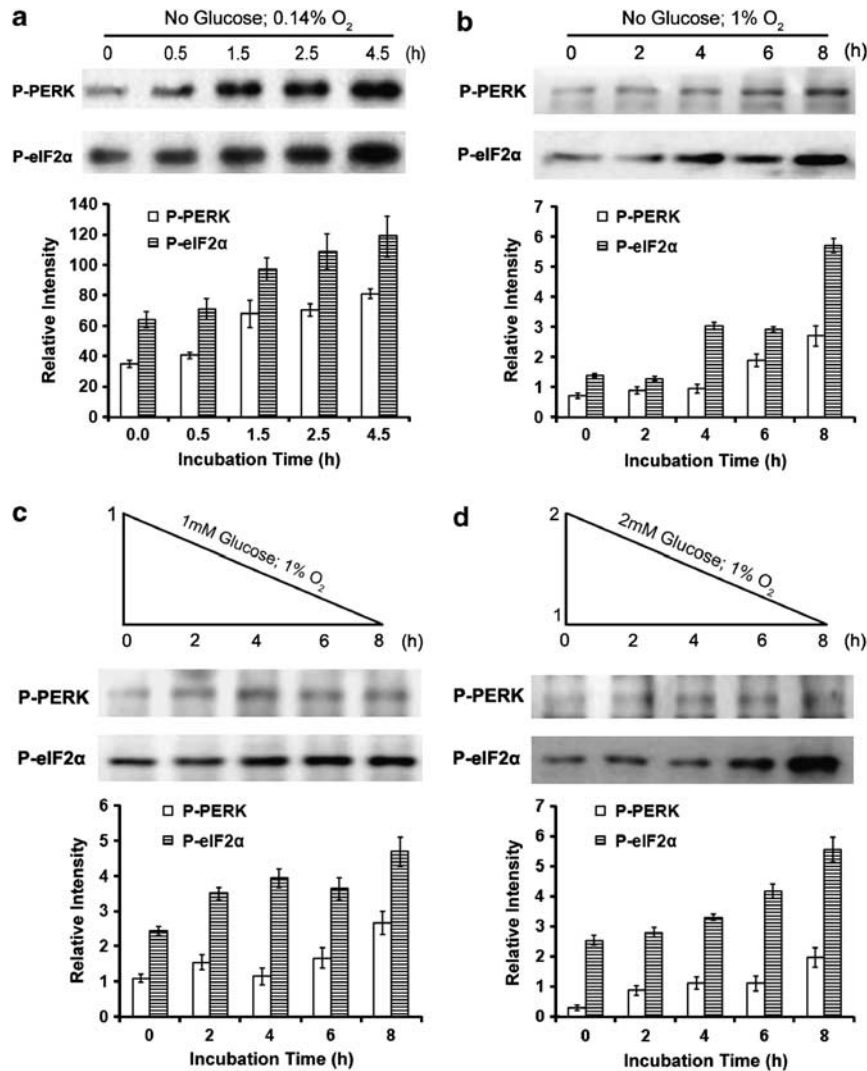 a
No Glucose; 0.14% O₂
0 0.5 1.5 2.5 4.5 (h)
P-PERK
P-eIF2α
Relative Intensity
140
120
100
80
60
40
20
0
P-PERK
P-eIF2α
0.0 0.5 1.5 2.5 4.5
Incubation Time (h)
b
No Glucose; 1% O₂
0 2 4 6 8 (h)
P-PERK
P-eIF2α
Relative Intensity
7
6
5
4
3
2
1
0
P-PERK
P-eIF2α
0 2 4 6 8
Incubation Time (h)
c
1
1mM Glucose; 1% O₂
0 2 4 6 8 (h)
P-PERK
P-eIF2α
Relative Intensity
6
5
4
3
2
1
0
P-PERK
P-eIF2α
0 2 4 6 8
Incubation Time (h)
d
2
2mM Glucose; 1% O₂
1
0 2 4 6 8 (h)
P-PERK
P-eIF2α
Relative Intensity
7
6
5
4
3
2
1
0
P-PERK
P-eIF2α
0 2 4 6 8
Incubation Time (h)